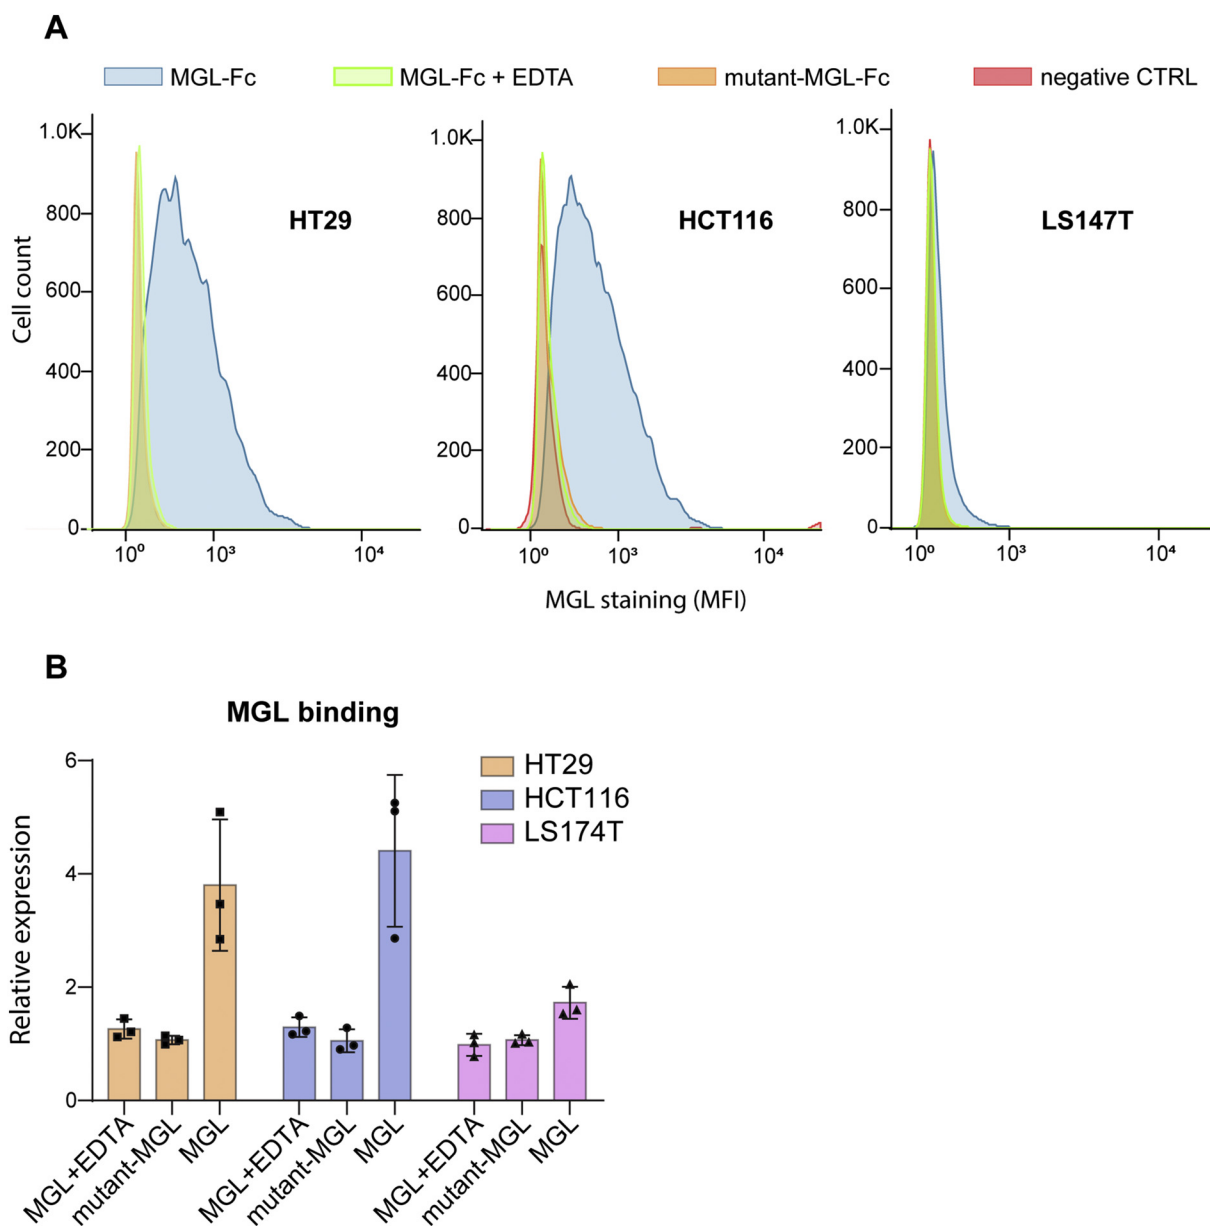 A
MGL-Fc MGL-Fc + EDTA mutant-MGL-Fc negative CTRL
Cell count
1.0K
800
600
400
200
0
10⁰ 10³ 10⁴
HT29
1.0K
800
600
400
200
0
10⁰ 10³ 10⁴
HCT116
1.0K
800
600
400
200
0
10⁰ 10³ 10⁴
LS147T
MGL staining (MFI)
B
MGL binding
Relative expression
6
4
2
0
HT29
HCT116
LS174T
MGL+EDTA mutant-MGL MGL MGL+EDTA mutant-MGL MGL MGL+EDTA mutant-MGL MGL